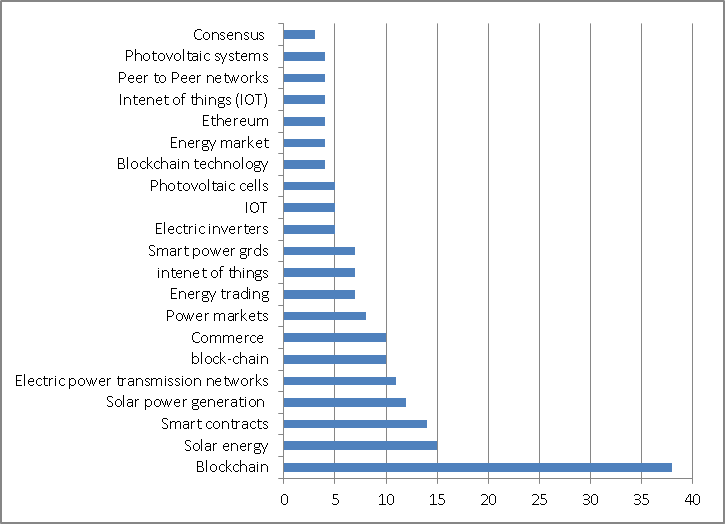 Consensus
Photovoltaic systems
Peer to Peer networks
Intenet of things (IOT)
Ethereum
Energy market
Blockchain technology
Photovoltaic cells
IOT
Electric inverters
Smart power grds
intenet of things
Energy trading
Power markets
Commerce
block-chain
Electric power transmission networks
Solar power generation
Smart contracts
Solar energy
Blockchain
0 5 10 15 20 25 30 35 40